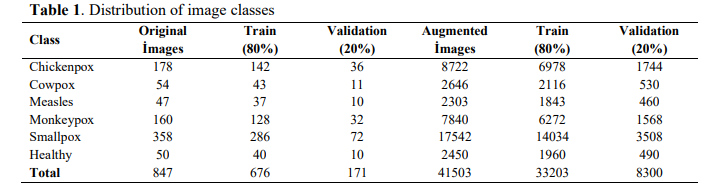 Table 1. Distribution of image classes
Class Original İmages Train (80%) Validation (20%) Augmented İmages Train (80%) Validation (20%)
Chickenpox 178 142 36 8722 6978 1744
Cowpox 54 43 11 2646 2116 530
Measles 47 37 10 2303 1843 460
Monkeypox 160 128 32 7840 6272 1568
Smallpox 358 286 72 17542 14034 3508
Healthy 50 40 10 2450 1960 490
Total 847 676 171 41503 33203 8300